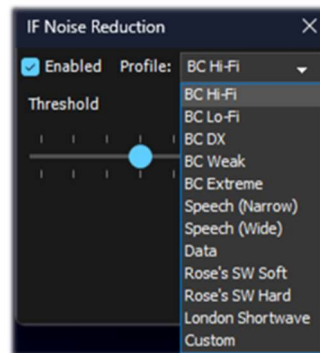 IF Noise Reduction
Enabled Profile: BC Hi-Fi
Threshold
BC Hi-Fi
BC Lo-Fi
BC DX
BC Weak
BC Extreme
Speech (Narrow)
Speech (Wide)
Data
Rose's SW Soft
Rose's SW Hard
London Shortwave
Custom